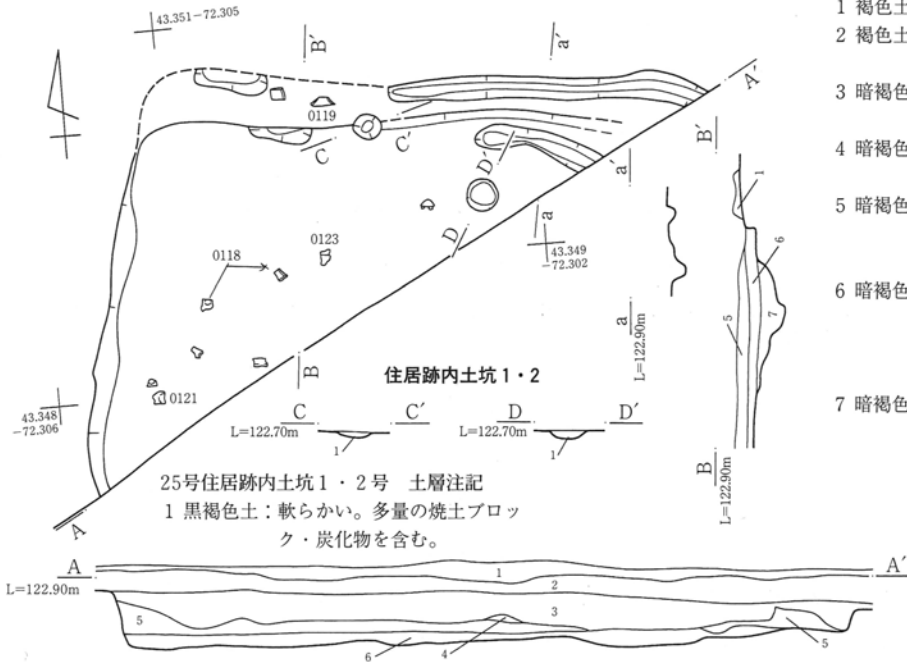 43.351-72.305
B′
a′
A′
0119
C
C′
D′
a′
B′
1
0118
0123
D
a
43.349
-72.302
6
5
7
a
L=122.90m
0121
B
住居跡内土坑1・2
43.348
-72.306
C C′ D D′
L=122.70m L=122.70m
1 1
B
L=122.90m
25号住居跡内土坑1・2号 土層注記
1 黒褐色土：軟らかい。多量の焼土ブロッ
ク・炭化物を含む。
A
A A′
L=122.90m
1
2
3
5 5
6 4
1 褐色土
2 褐色土
3 暗褐色
4 暗褐色
5 暗褐色
6 暗褐色
7 暗褐色